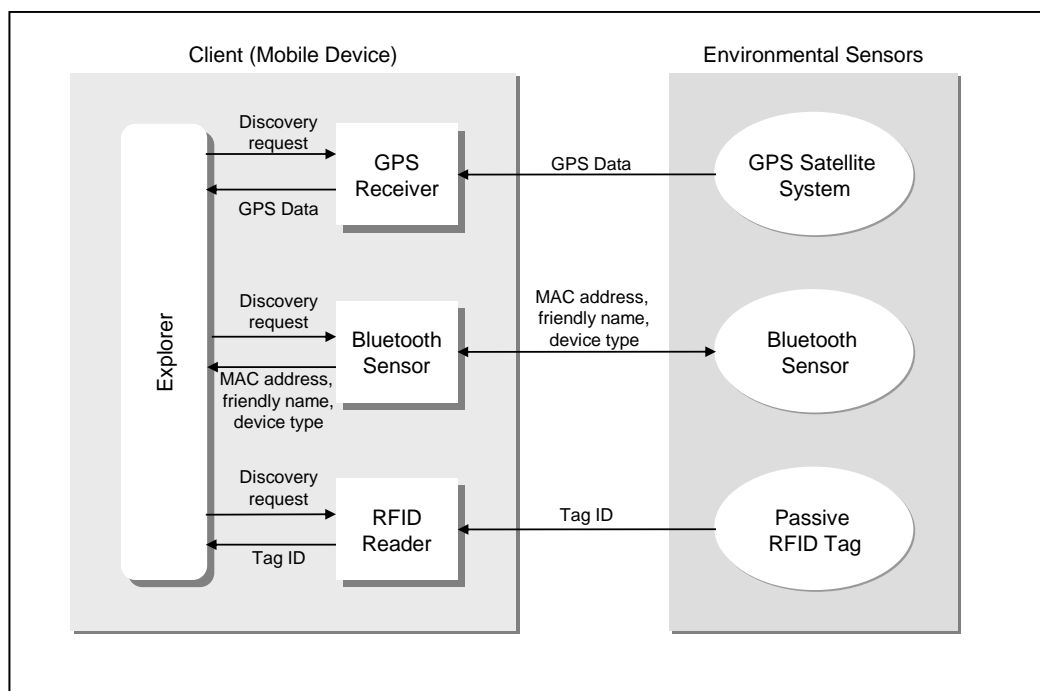 Client (Mobile Device)
Environmental Sensors
Explorer
Discovery
request
GPS Data
GPS
Receiver
GPS Data
GPS Satellite
System
Discovery
request
MAC address,
friendly name,
device type
Bluetooth
Sensor
MAC address,
friendly name,
device type
Bluetooth
Sensor
Discovery
request
Tag ID
RFID
Reader
Tag ID
Passive
RFID Tag